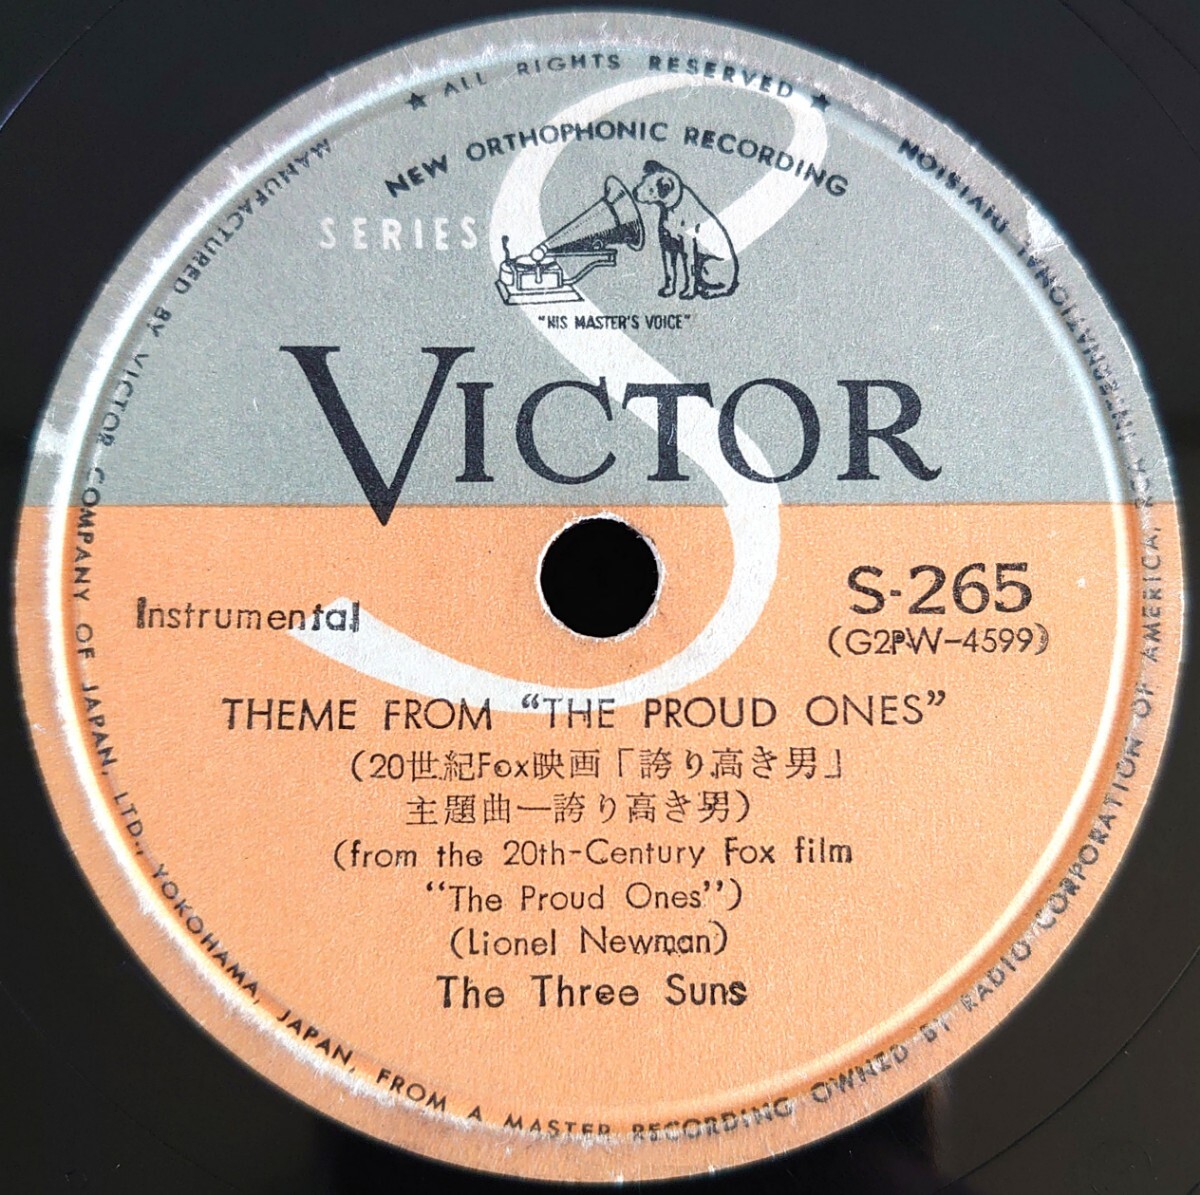 ★ ALL RIGHTS RESERVED ★
MANUFACTURED BY VICTOR COMPANY OF JAPAN, LTD., YOKOHAMA, JAPAN, FROM A MASTER RECORDING OWNED BY RADIO CORPORATION OF AMERICA, RCA INTERNATIONAL DIVISION
NEW ORTHOPHONIC RECORDING
S
SERIES
"HIS MASTER'S VOICE"
VICTOR
Instrumental
S-265
(G2PW-4599)
THEME FROM “THE PROUD ONES”
(20世紀Fox映画「誇り高き男」
主題曲―誇り高き男)
(from the 20th-Century Fox film
“The Proud Ones”)
(Lionel Newman)
The Three Suns